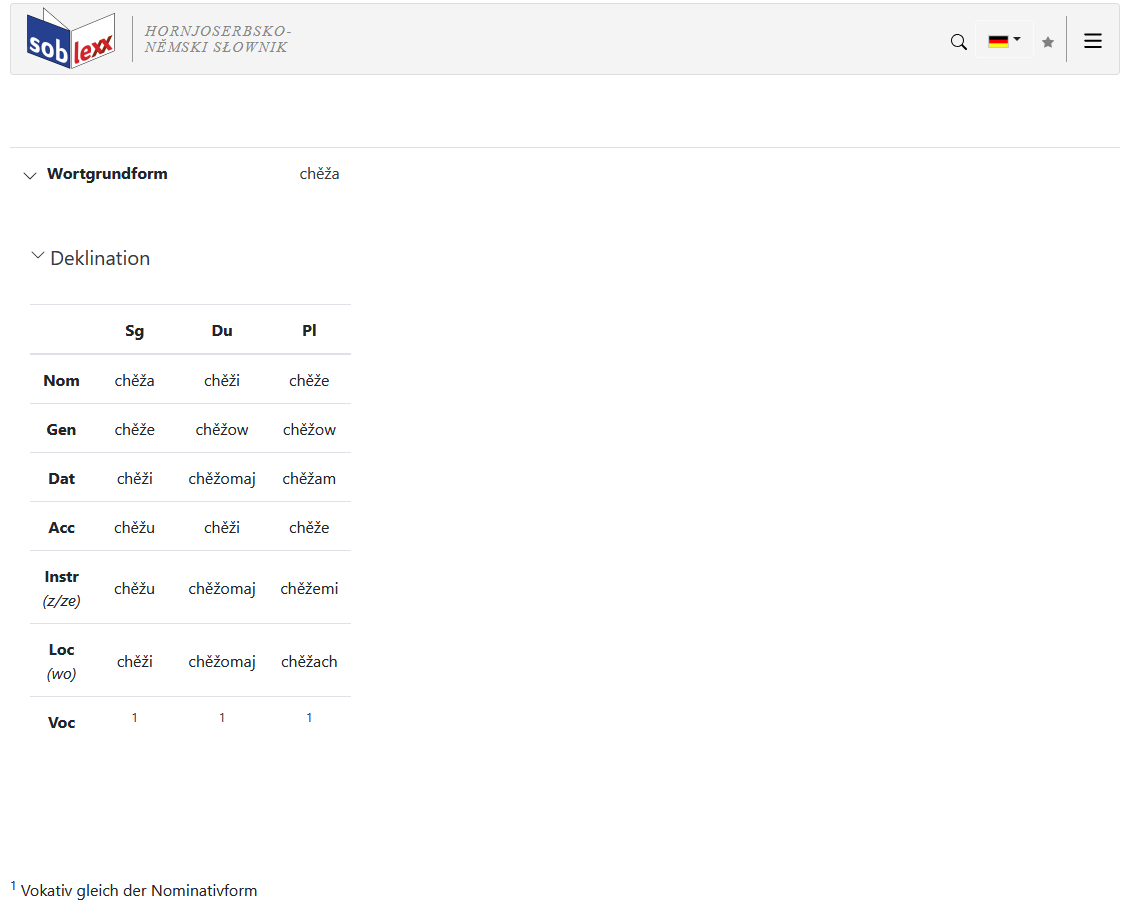 soblexx
HORNJOSERBSKO-
NĚMSKI SŁOWNIK
Wortgrundform chěža
Deklination
Sg Du Pl
Nom chěža chěži chěže
Gen chěže chěžow chěžow
Dat chěži chěžomaj chěžam
Acc chěžu chěži chěže
Instr
(z/ze) chěžu chěžomaj chěžemi
Loc
(wo) chěži chěžomaj chěžach
Voc 1 1 1
1 Vokativ gleich der Nominativform